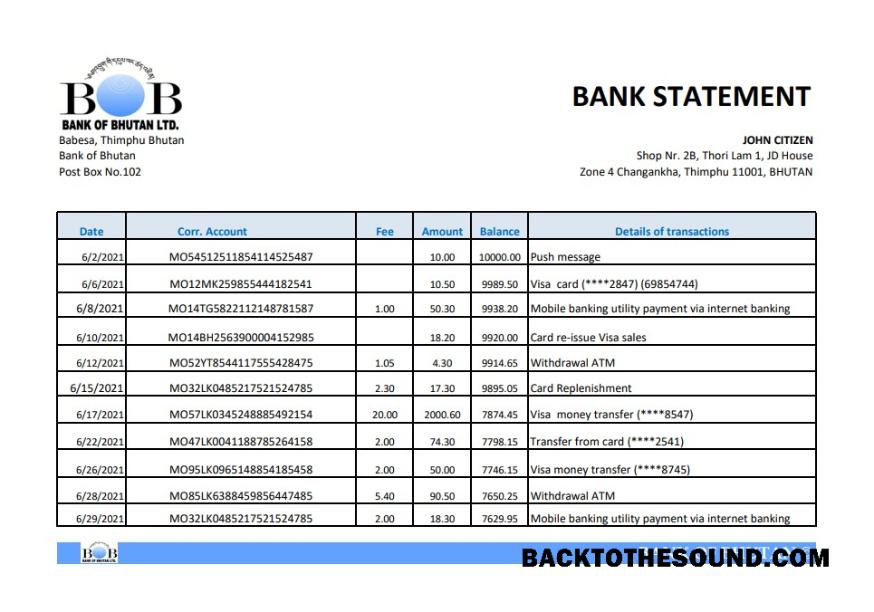 BOB
BANK OF BHUTAN LTD.
Babesa, Thimphu Bhutan
Bank of Bhutan
Post Box No.102
BANK STATEMENT
JOHN CITIZEN
Shop Nr. 2B, Thori Lam 1, JD House
Zone 4 Changankha, Thimphu 11001, BHUTAN
Date Corr. Account Fee Amount Balance Details of transactions
6/2/2021 MO54512511854114525487 10.00 10000.00 Push message
6/6/2021 MO12MK259855444182541 10.50 9989.50 Visa card (****2847) (69854744)
6/8/2021 MO14TG5822112148781587 1.00 50.30 9938.20 Mobile banking utility payment via internet banking
6/10/2021 MO14BH2563900004152985 18.20 9920.00 Card re-issue Visa sales
6/12/2021 MO52YT8544117555428475 1.05 4.30 9914.65 Withdrawal ATM
6/15/2021 MO32LK0485217521524785 2.30 17.30 9895.05 Card Replenishment
6/17/2021 MO57LK0345248885492154 20.00 2000.60 7874.45 Visa money transfer (****8547)
6/22/2021 MO47LK0041188785264158 2.00 74.30 7798.15 Transfer from card (****2541)
6/26/2021 MO95LK0965148854185458 2.00 50.00 7746.15 Visa money transfer (****8745)
6/28/2021 MO85LK6388459856447485 5.40 90.50 7650.25 Withdrawal ATM
6/29/2021 MO32LK0485217521524785 2.00 18.30 7629.95 Mobile banking utility payment via internet banking
BOB
BANK OF BHUTAN LTD.
BACKTOTHESOUND.COM